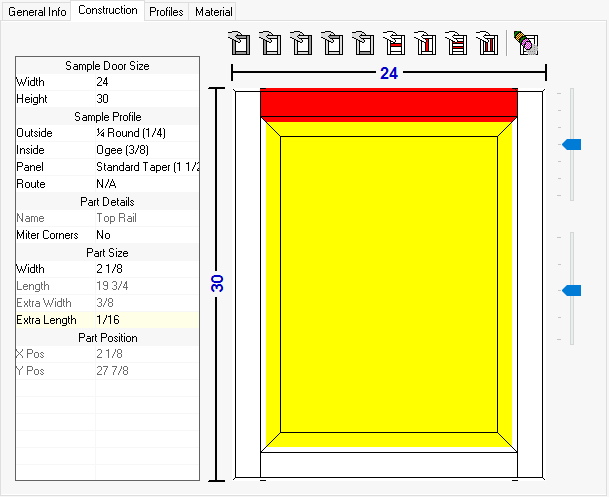 General Info Construction Profiles Material
Sample Door Size
Width 24
Height 30
Sample Profile
Outside ¼ Round (1/4)
Inside Ogee (3/8)
Panel Standard Taper (1 1/2
Route N/A
Part Details
Name Top Rail
Miter Corners No
Part Size
Width 2 1/8
Length 19 3/4
Extra Width 3/8
Extra Length 1/16
Part Position
X Pos 2 1/8
Y Pos 27 7/8
24
30